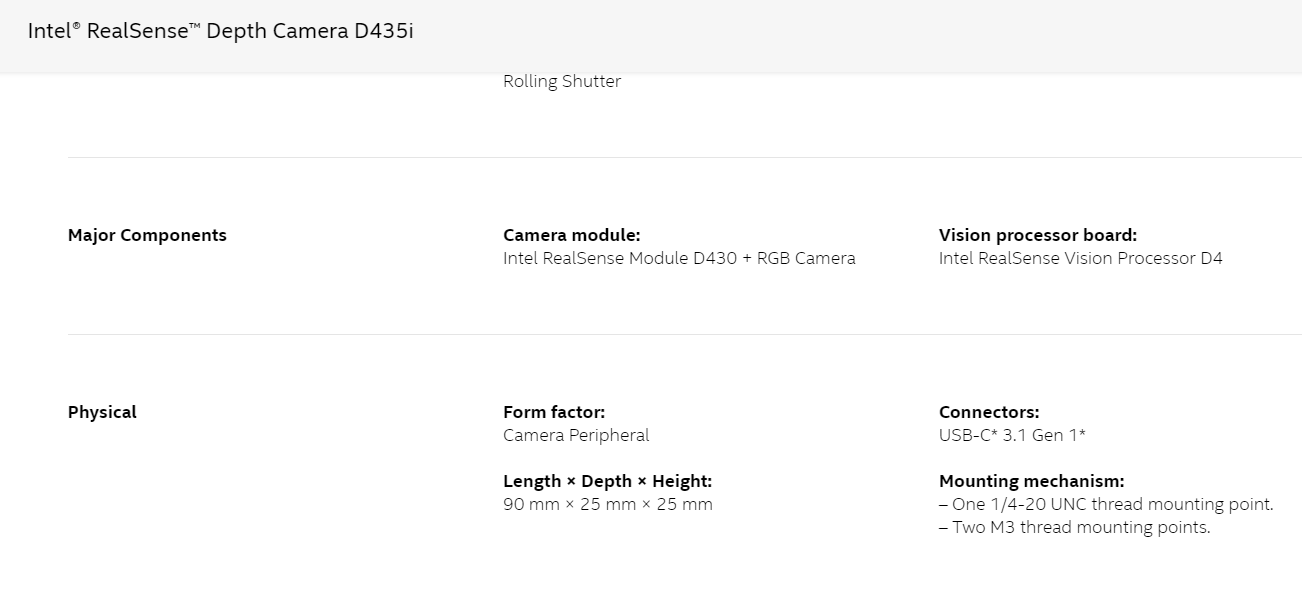 Intel® RealSense™ Depth Camera D435i
Rolling Shutter
Major Components
Camera module:
Intel RealSense Module D430 + RGB Camera
Vision processor board:
Intel RealSense Vision Processor D4
Physical
Form factor:
Camera Peripheral
Length × Depth × Height:
90 mm × 25 mm × 25 mm
Connectors:
USB-C* 3.1 Gen 1*
Mounting mechanism:
– One 1/4-20 UNC thread mounting point.
– Two M3 thread mounting points.